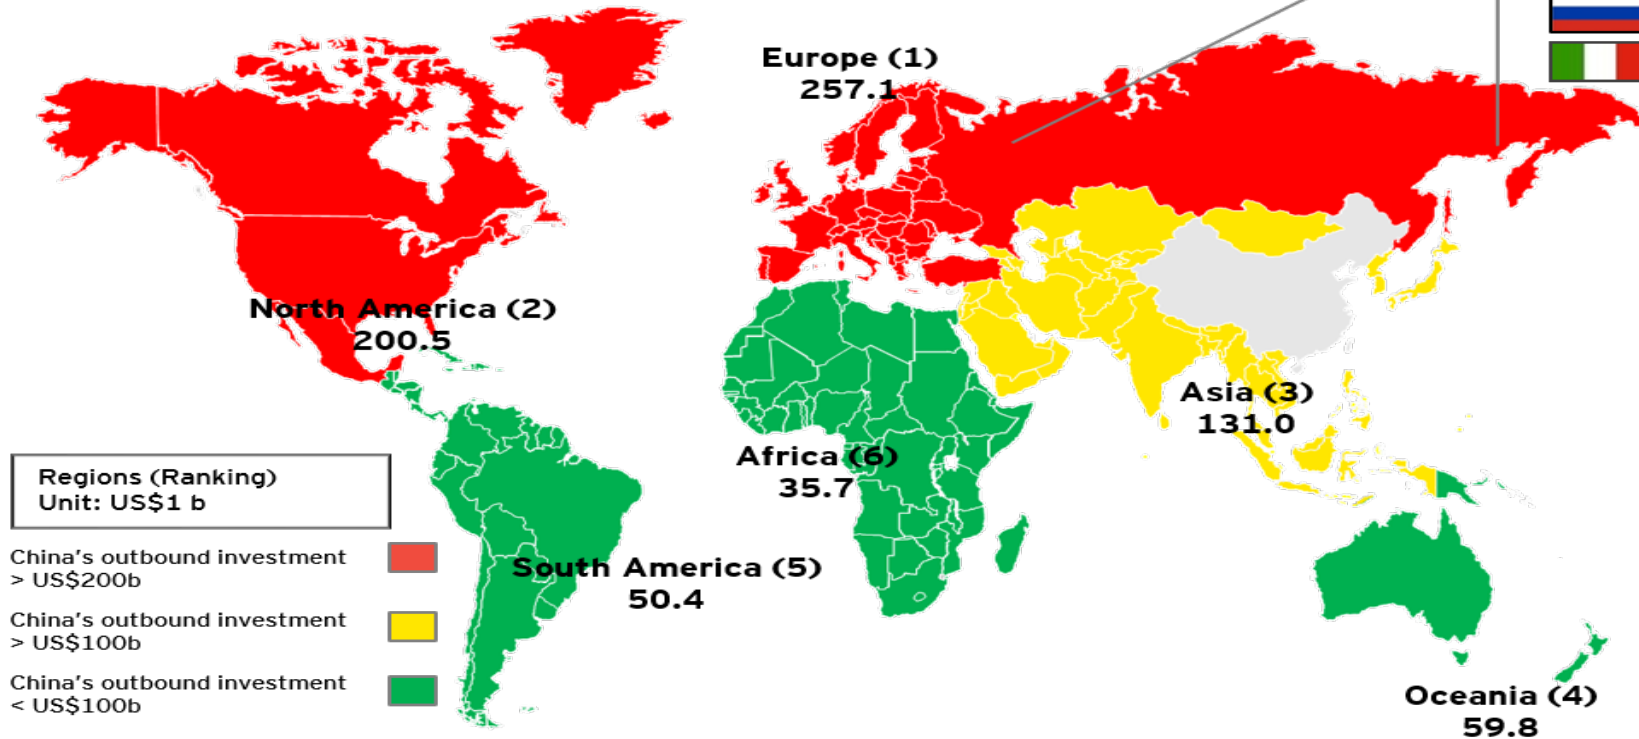 Europe (1)
257.1
North America (2)
200.5
Asia (3)
131.0
Africa (6)
35.7
Regions (Ranking)
Unit: US$1 b
China's outbound investment
> US$200b
South America (5)
50.4
China's outbound investment
> US$100b
China's outbound investment
< US$100b
Oceania (4)
59.8